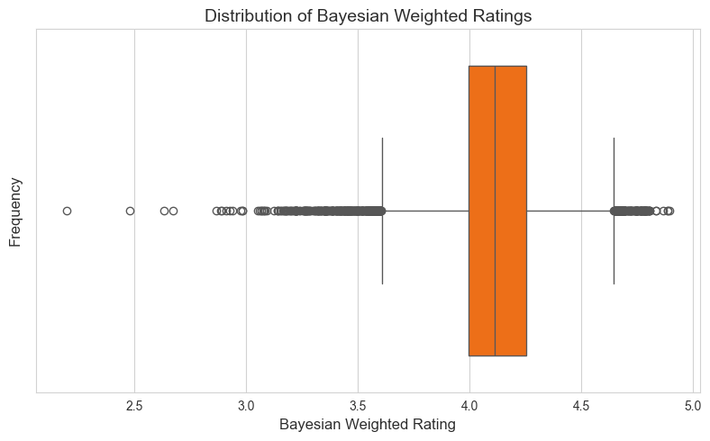 Distribution of Bayesian Weighted Ratings
Frequency
2.5 3.0 3.5 4.0 4.5 5.0
Bayesian Weighted Rating